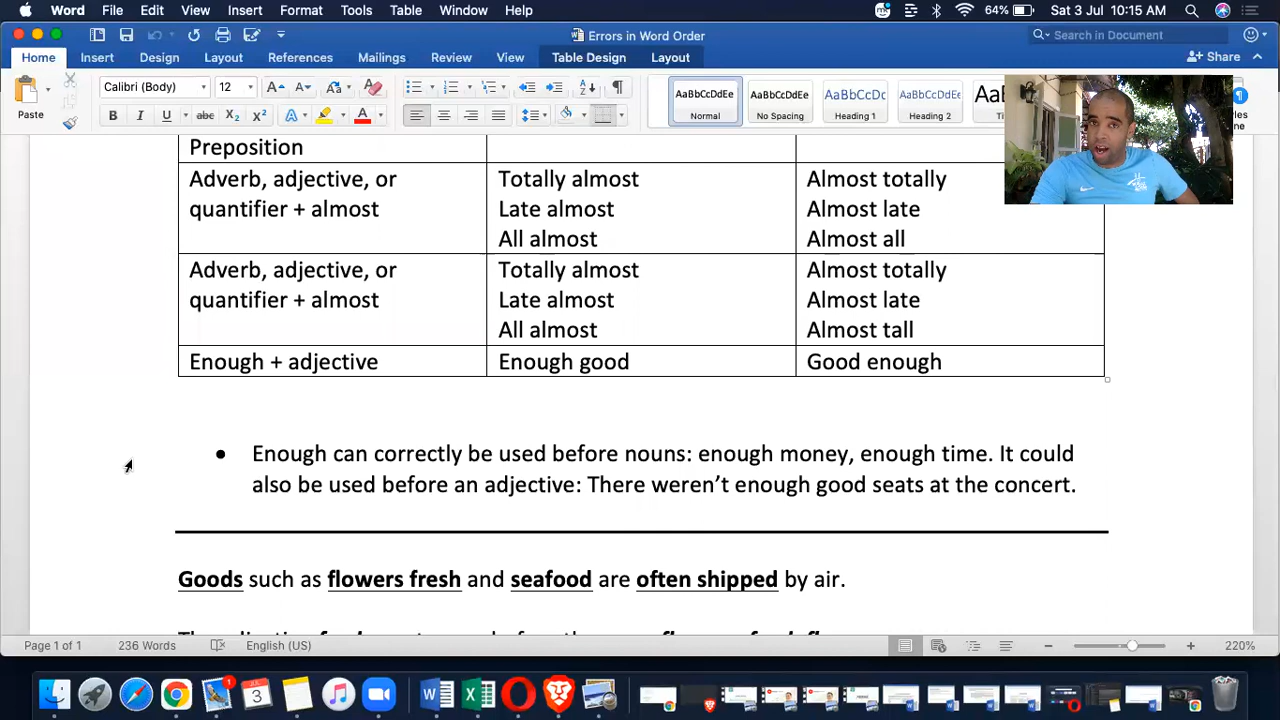 Word File Edit View Insert Format Tools Table Window Help 64% Sat 3 Jul 10:15 AM
Errors in Word Order Search in Document
Home Insert Design Layout References Mailings Review View Table Design Layout Share
Paste Calibri (Body) 12
AaBbCcDdEe AaBbCcDdEe AaBbCcDc AaBbCcDdEe
Normal No Spacing Heading 1 Heading 2
Preposition
Adverb, adjective, or Totally almost Almost totally
quantifier + almost Late almost Almost late
All almost Almost all
Adverb, adjective, or Totally almost Almost totally
quantifier + almost Late almost Almost late
All almost Almost tall
Enough + adjective Enough good Good enough
• Enough can correctly be used before nouns: enough money, enough time. It could
also be used before an adjective: There weren't enough good seats at the concert.
Goods such as flowers fresh and seafood are often shipped by air.
Page 1 of 1 236 Words English (US) 220%